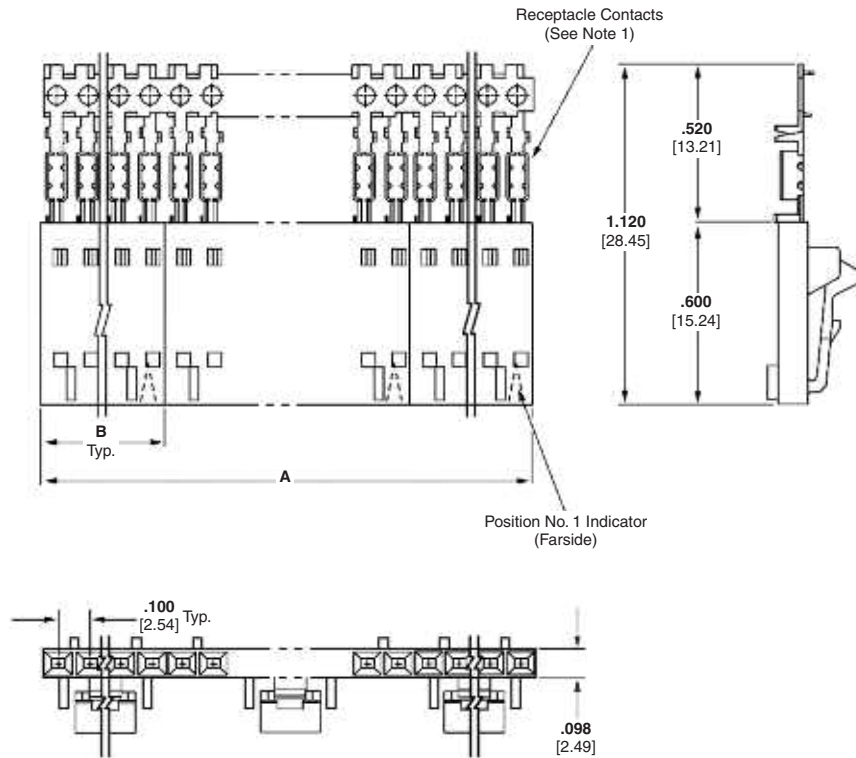 Receptacle Contacts
(See Note 1)
.520
[13.21]
1.120
[28.45]
.600
[15.24]
B
Typ.
A
Position No. 1 Indicator
(Farside)
.100
[2.54] Typ.
.098
[2.49]